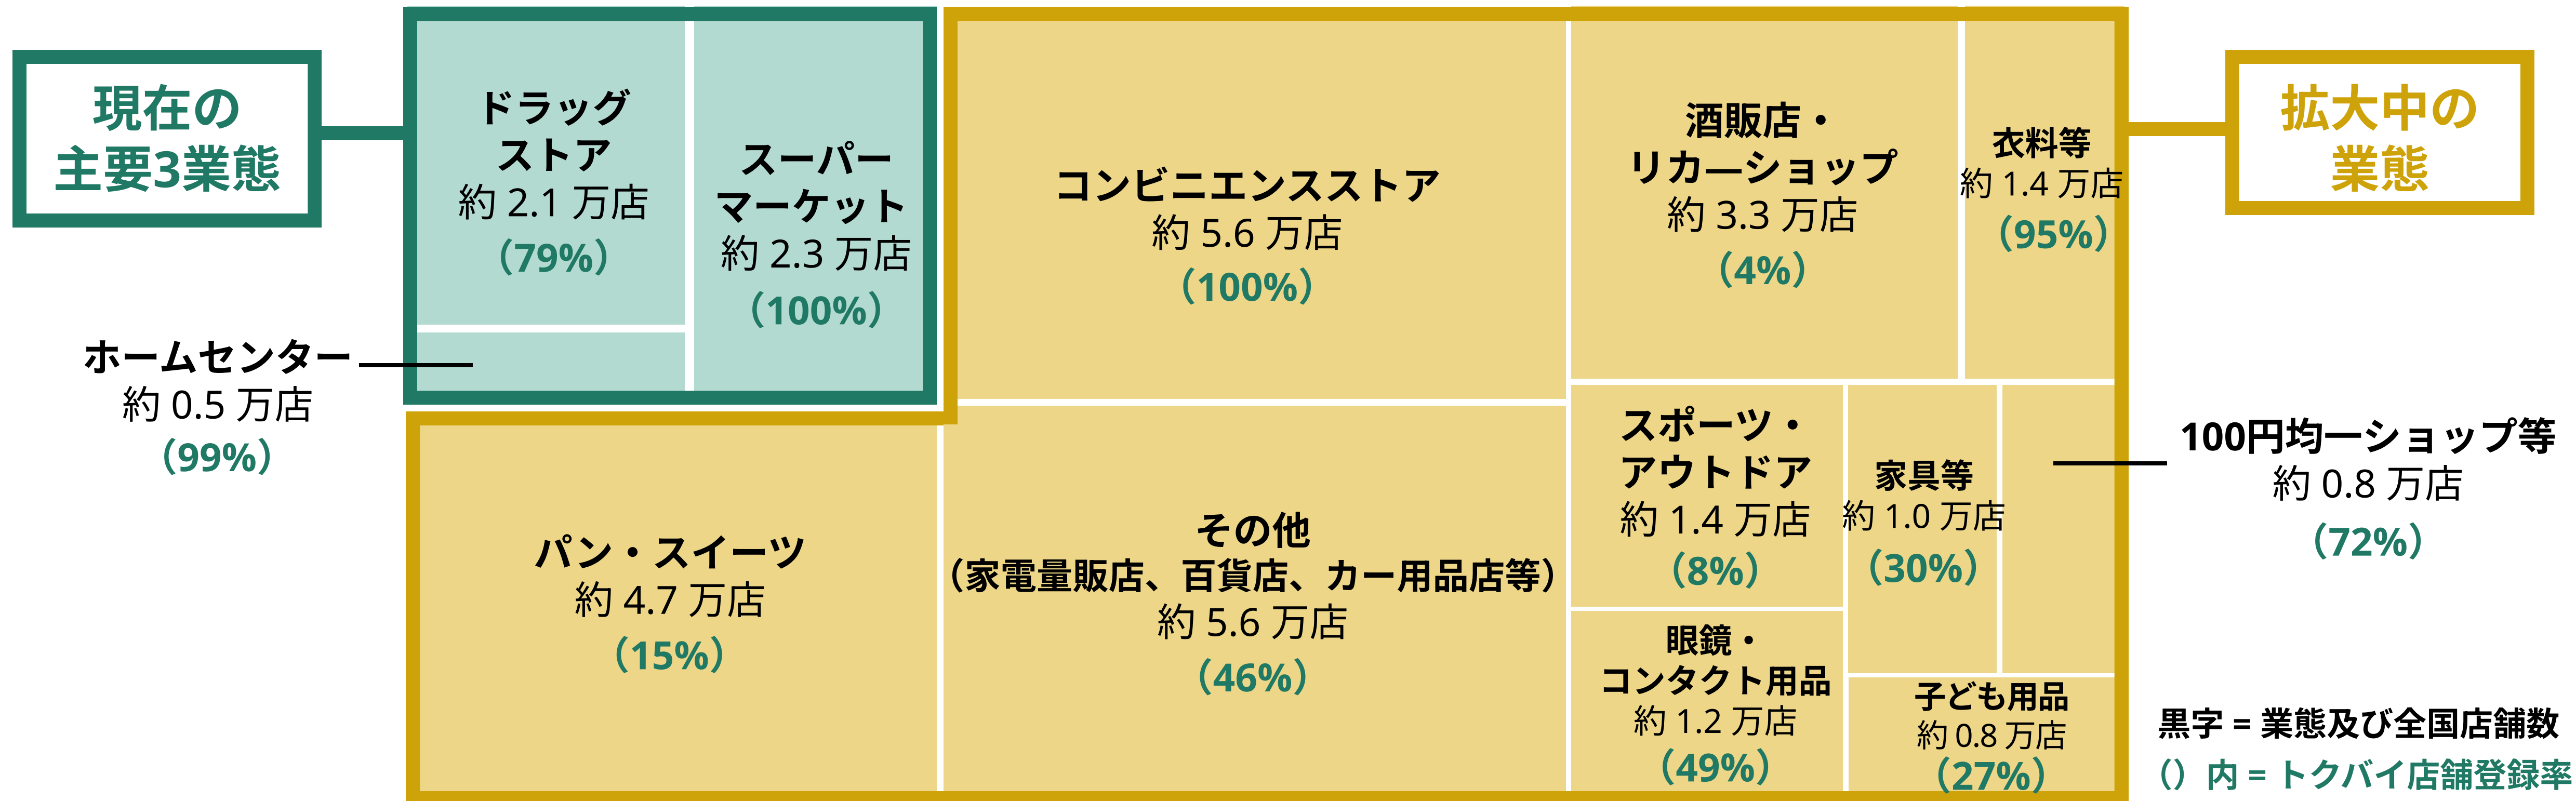 現在の
主要3業態
ドラッグ
ストア
約 2.1 万店
（79%）
スーパー
マーケット
約 2.3 万店
（100%）
ホームセンター
約 0.5 万店
（99%）
コンビニエンスストア
約 5.6 万店
（100%）
酒販店・
リカーショップ
約 3.3 万店
（4%）
衣料等
約 1.4 万店
（95%）
拡大中の
業態
パン・スイーツ
約 4.7 万店
（15%）
その他
（家電量販店、百貨店、カー用品店等）
約 5.6 万店
（46%）
スポーツ・
アウトドア
約 1.4 万店
（8%）
家具等
約 1.0 万店
（30%）
100円均一ショップ等
約 0.8 万店
（72%）
眼鏡・
コンタクト用品
約 1.2 万店
（49%）
子ども用品
約 0.8 万店
（27%）
黒字 = 業態及び全国店舗数
（）内 = トクバイ店舗登録率